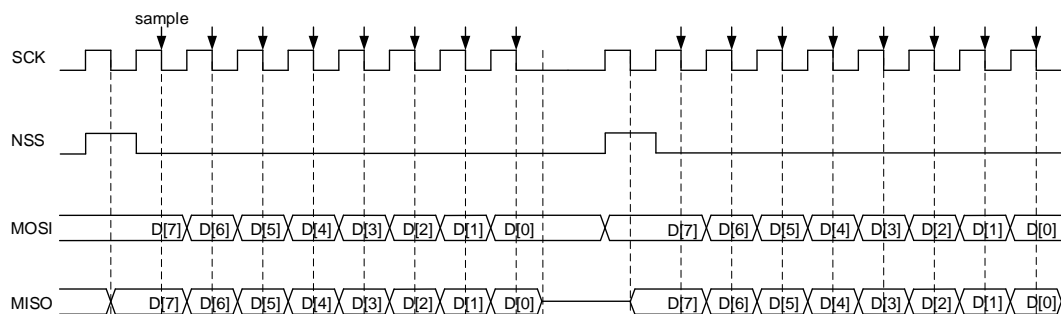 sample
SCK
NSS
MOSI D[7] D[6] D[5] D[4] D[3] D[2] D[1] D[0] D[7] D[6] D[5] D[4] D[3] D[2] D[1] D[0]
MISO D[7] D[6] D[5] D[4] D[3] D[2] D[1] D[0] D[7] D[6] D[5] D[4] D[3] D[2] D[1] D[0]